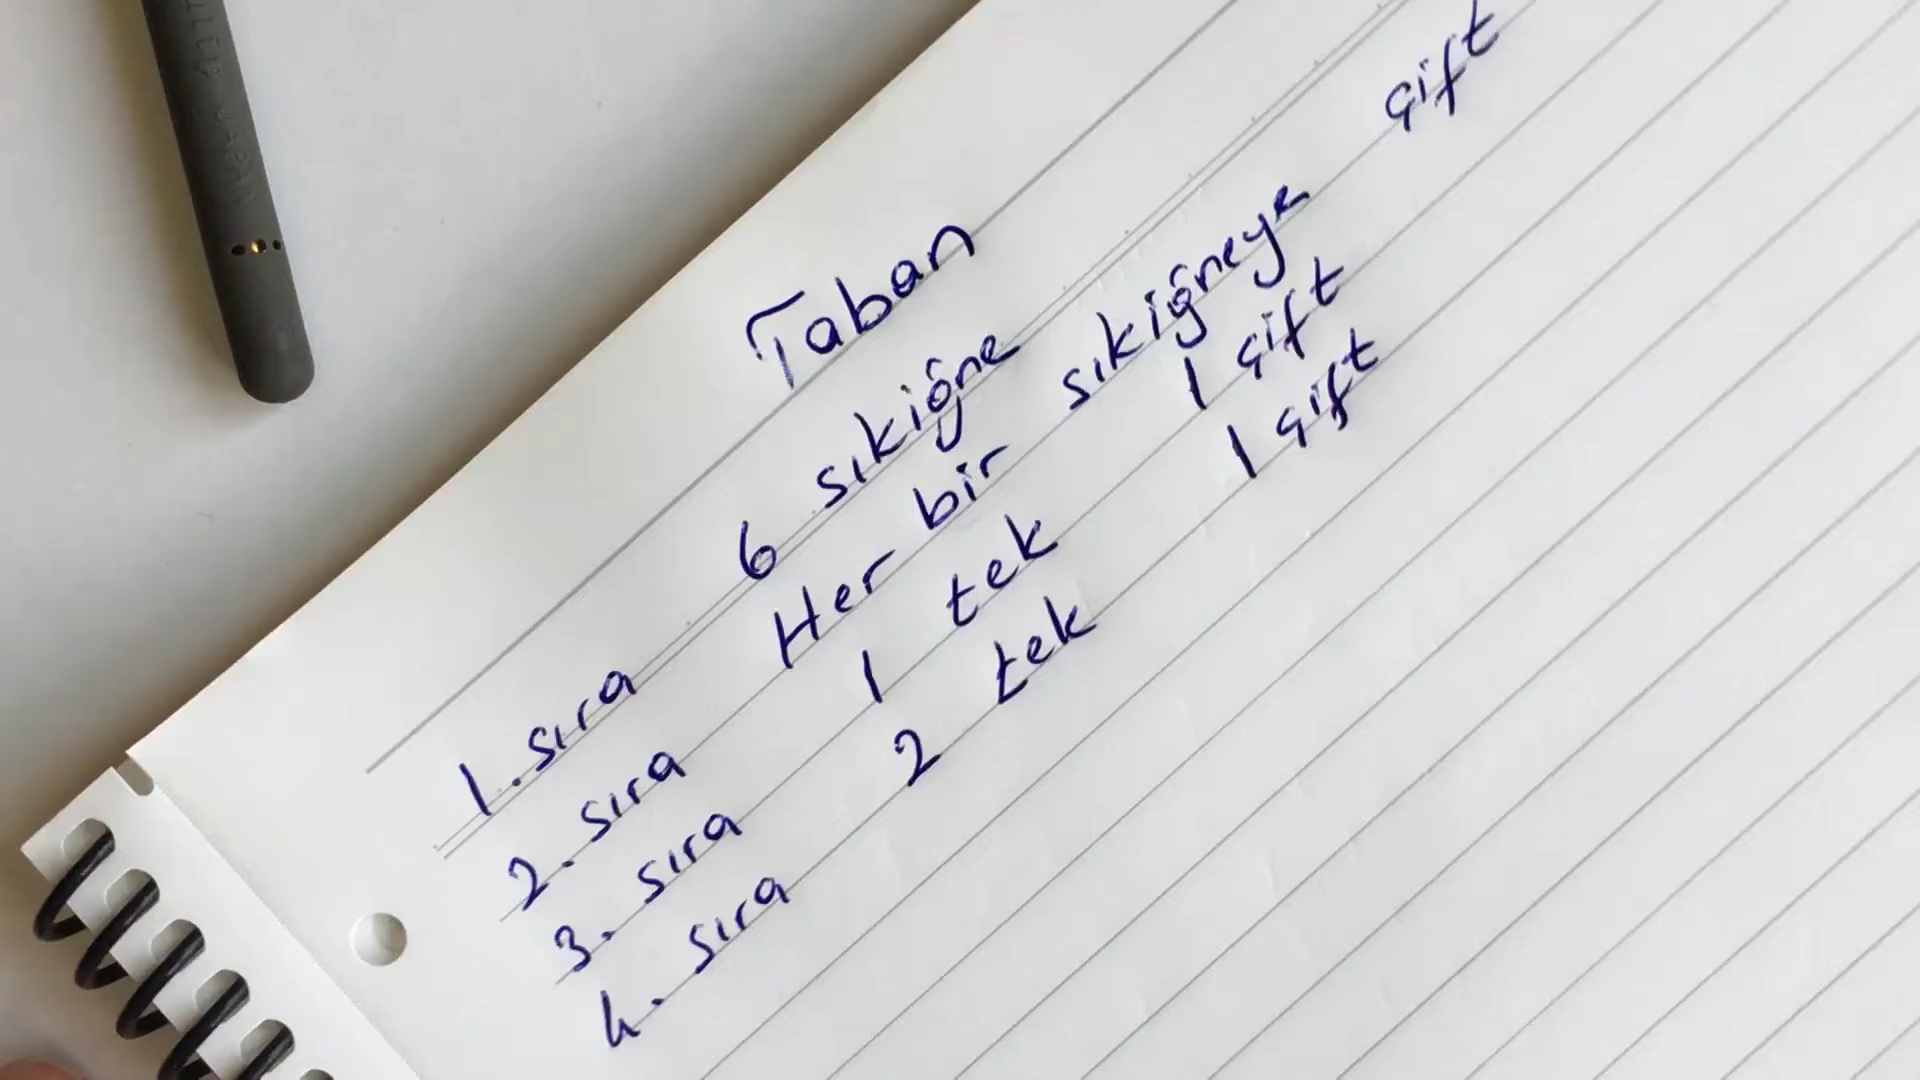 Taban
1. sıra 6 sıkiğne
2. sıra Her bir sıkiğneye çift
3. sıra 1 tek 1 çift
4. sıra 2 tek 1 çift